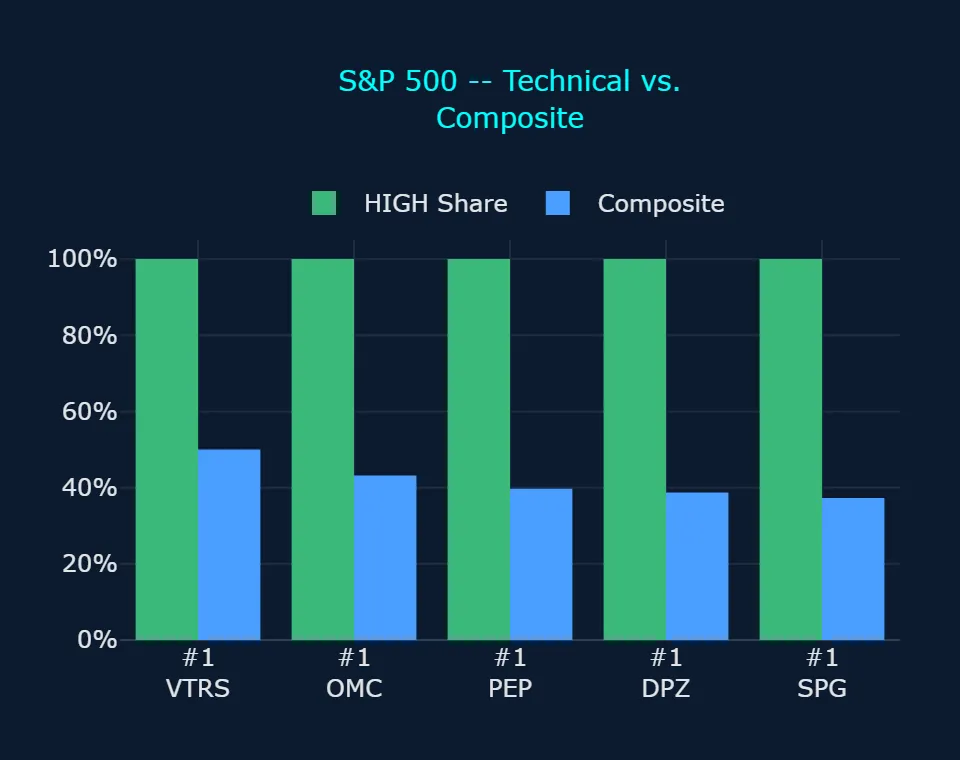 S&P 500 -- Technical vs.
Composite
HIGH Share
Composite
100%
80%
60%
40%
20%
0%
#1 #1 #1 #1 #1
VTRS OMC PEP DPZ SPG